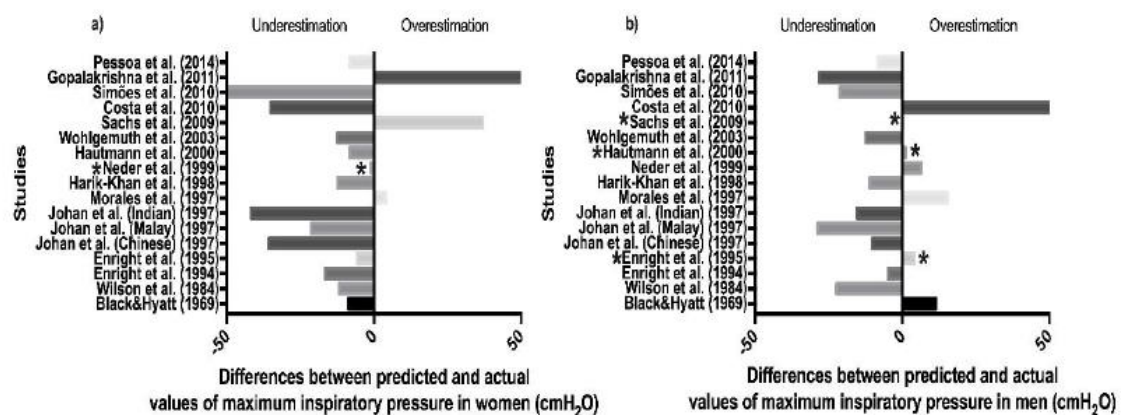 a) Underestimation Overestimation
Pessoa et al. (2014)
Gopalakrishna et al. (2011)
Simões et al. (2010)
Costa et al. (2010)
Sachs et al. (2009)
Wohlgemuth et al. (2003)
Hautmann et al. (2000)
*Neder et al. (1999) *
Harik-Khan et al. (1998)
Morales et al. (1997)
Johan et al. (Indian) (1997)
Johan et al. (Malay) (1997)
Johan et al. (Chinese) (1997)
Enright et al. (1995)
Enright et al. (1994)
Wilson et al. (1984)
Black&Hyatt (1969)
Studies
-50 0 50
Differences between predicted and actual
values of maximum inspiratory pressure in women (cmH₂O)
b) Underestimation Overestimation
Pessoa et al. (2014)
Gopalakrishna et al. (2011)
Simões et al. (2010)
Costa et al. (2010)
*Sachs et al. (2009) *
Wohlgemuth et al. (2003)
*Hautmann et al. (2000) *
Neder et al. (1999)
Harik-Khan et al. (1998)
Morales et al. (1997)
Johan et al. (Indian) (1997)
Johan et al. (Malay) (1997)
Johan et al. (Chinese) (1997)
*Enright et al. (1995) *
Enright et al. (1994)
Wilson et al. (1984)
Black&Hyatt (1969)
Studies
-50 0 50
Differences between predicted and actual
values of maximum inspiratory pressure in men (cmH₂O)